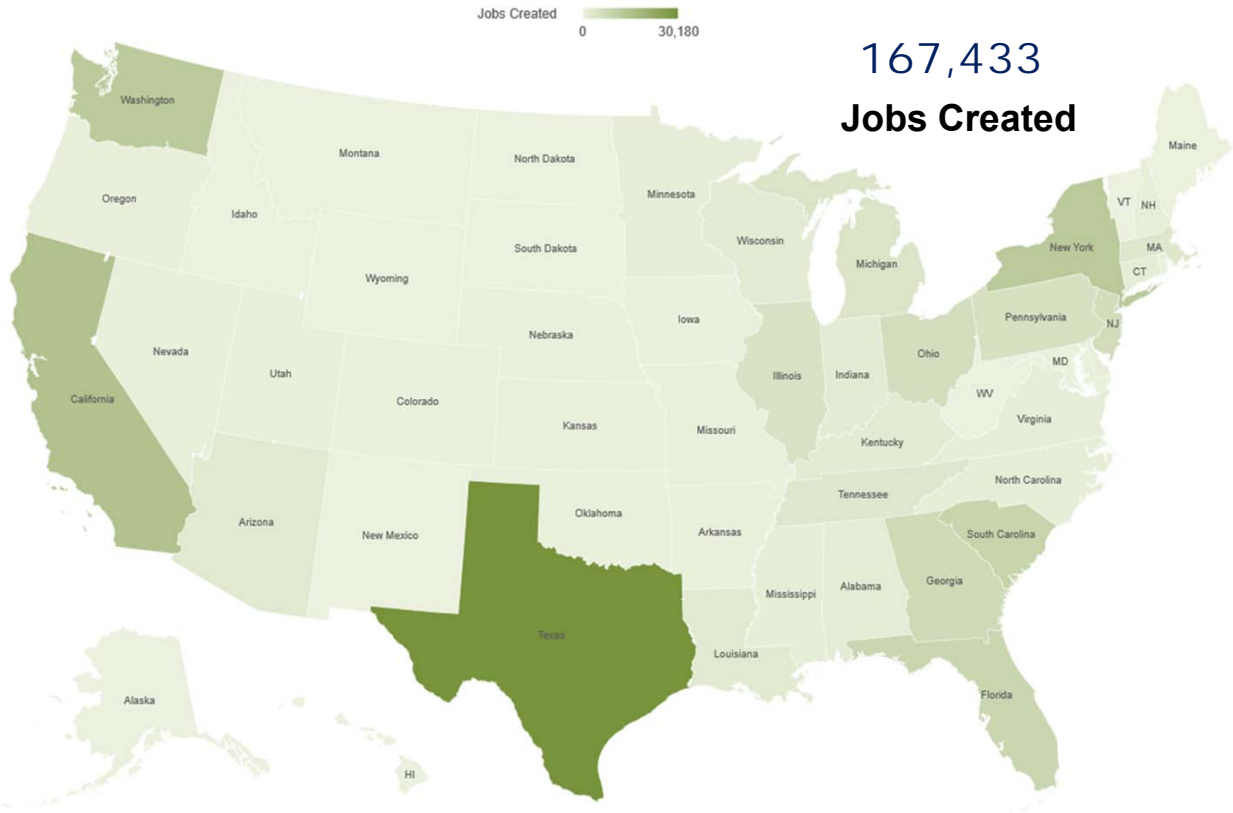 Jobs Created
0 30,180
167,433
Jobs Created
Washington
Montana
North Dakota
Minnesota
Maine
Oregon
Idaho
VT NH
Wisconsin
New York
MA
South Dakota
Michigan
CT
Wyoming
Iowa
Pennsylvania
NJ
Nebraska
Nevada
Ohio
MD
Utah
Illinois
Indiana
WV
California
Colorado
Kansas
Missouri
Virginia
Kentucky
North Carolina
Tennessee
Arizona
Oklahoma
New Mexico
Arkansas
South Carolina
Georgia
Mississippi
Alabama
Texas
Louisiana
Alaska
Florida
HI